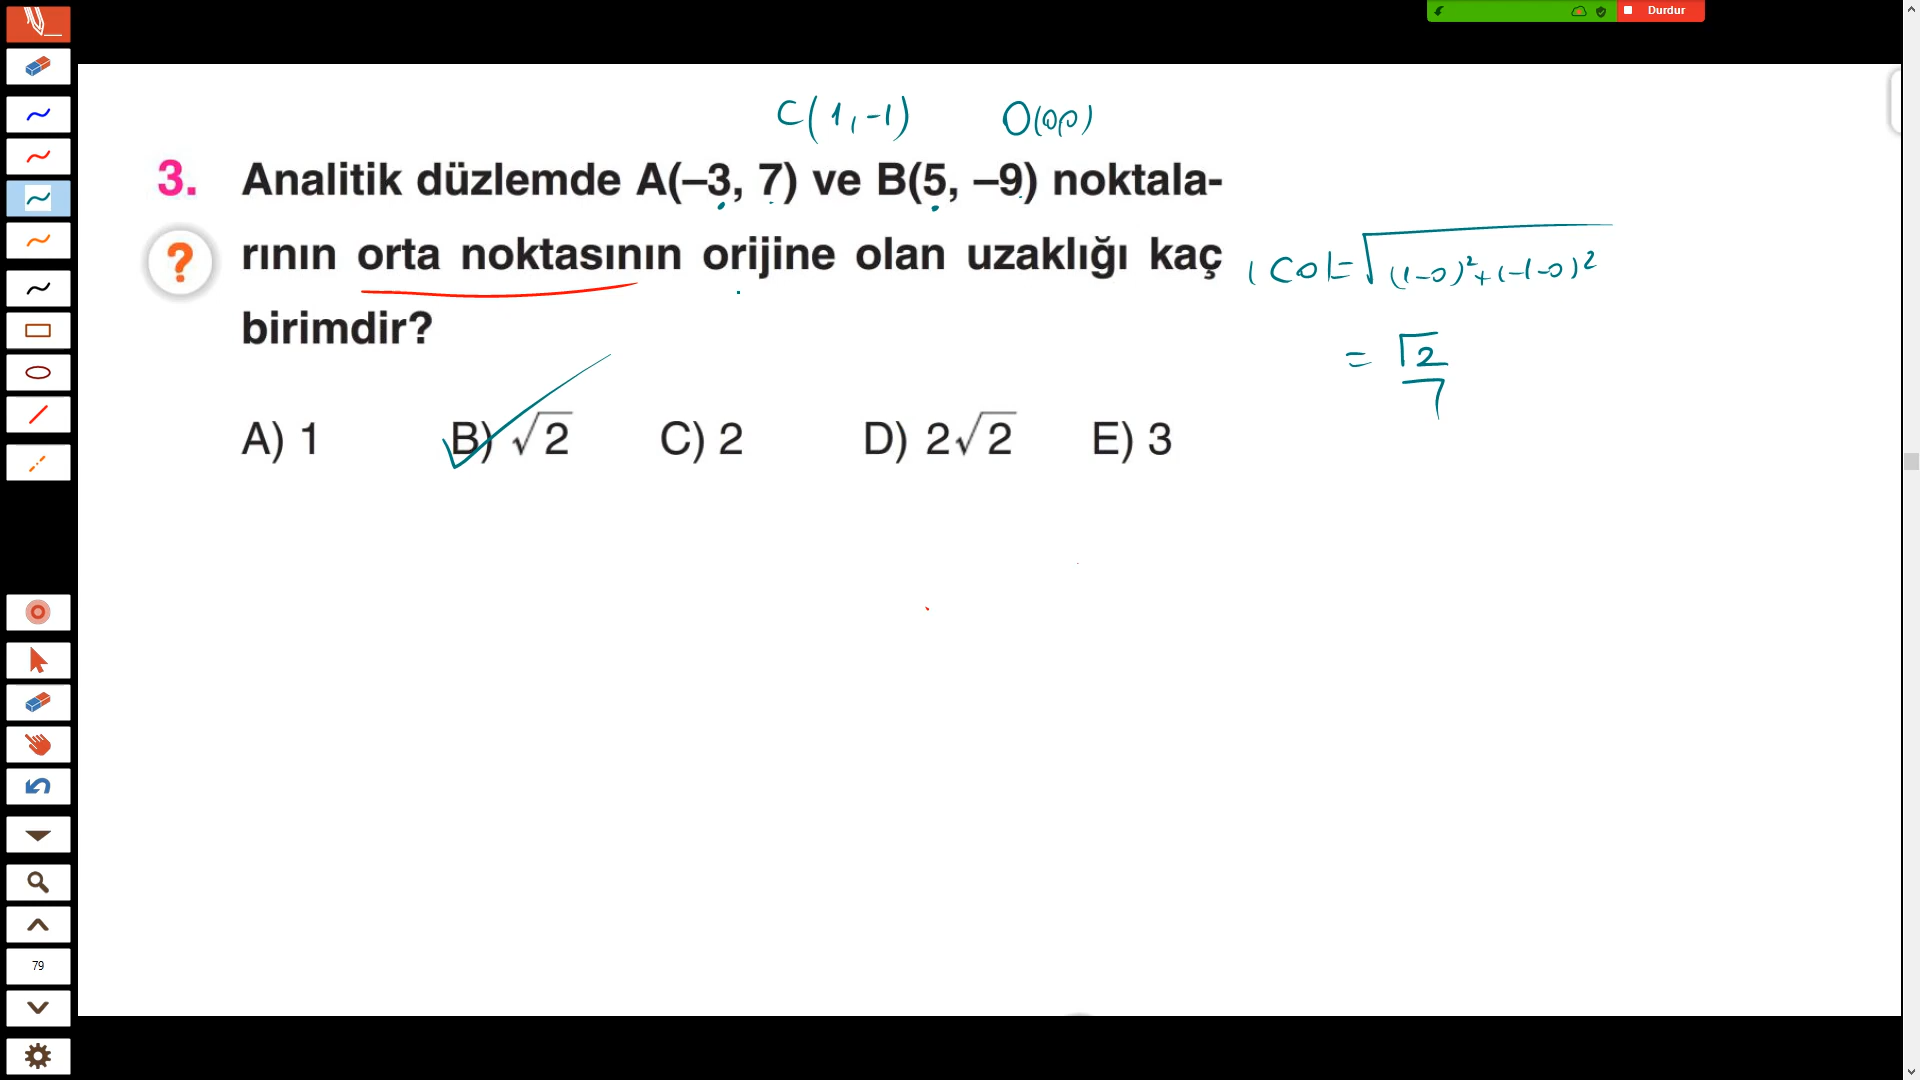 Durdur
C(1,-1) O(0,0)
3. Analitik düzlemde A(–3, 7) ve B(5, –9) noktala-
rının orta noktasının orijine olan uzaklığı kaç
birimdir?
|CO|=√(1-0)²+(-1-0)²
= √2
A) 1 B) √2 C) 2 D) 2√2 E) 3
?
79